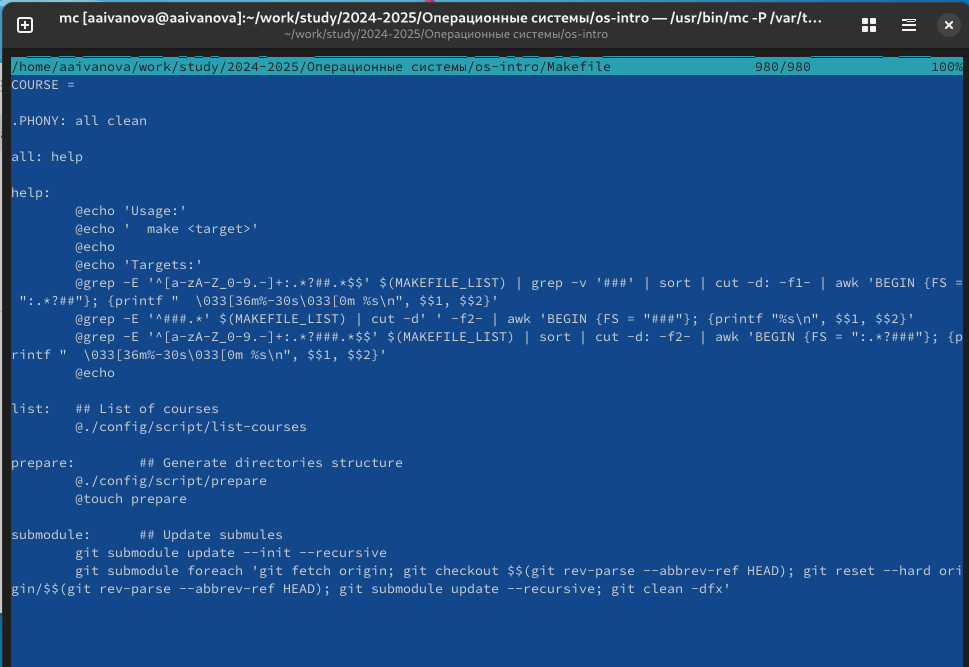 mc [aaivanova@aaivanova]:~/work/study/2024-2025/Операционные системы/os-intro — /usr/bin/mc -P /var/t…
~/work/study/2024-2025/Операционные системы/os-intro
/home/aaivanova/work/study/2024-2025/Операционные системы/os-intro/Makefile 980/980 100%
COURSE =
.PHONY: all clean
all: help
help:
@echo 'Usage:'
@echo '  make <target>'
@echo
@echo 'Targets:'
@grep -E '^[a-zA-Z_0-9.-]+:.*?##.*$$' $(MAKEFILE_LIST) | grep -v '###' | sort | cut -d: -f1- | awk 'BEGIN {FS =
":.*?##"}; {printf "  \033[36m%-30s\033[0m %s\n", $$1, $$2}'
@grep -E '^###.*' $(MAKEFILE_LIST) | cut -d' ' -f2- | awk 'BEGIN {FS = "###"}; {printf "%s\n", $$1, $$2}'
@grep -E '^[a-zA-Z_0-9.-]+:.*?###.*$$' $(MAKEFILE_LIST) | sort | cut -d: -f2- | awk 'BEGIN {FS = ":.*?###"}; {p
rintf "  \033[36m%-30s\033[0m %s\n", $$1, $$2}'
@echo
list:   ## List of courses
@./config/script/list-courses
prepare:        ## Generate directories structure
@./config/script/prepare
@touch prepare
submodule:      ## Update submules
git submodule update --init --recursive
git submodule foreach 'git fetch origin; git checkout $$(git rev-parse --abbrev-ref HEAD); git reset --hard ori
gin/$$(git rev-parse --abbrev-ref HEAD); git submodule update --recursive; git clean -dfx'